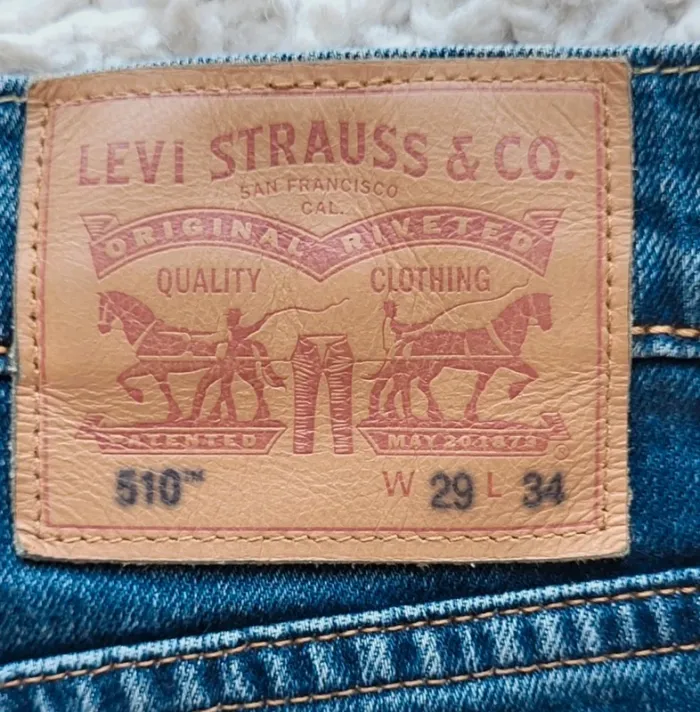 LEVI STRAUSS & CO.
SAN FRANCISCO
CAL.
ORIGINAL RIVETED
QUALITY CLOTHING
PATENTED MAY 20 1873
®
510™ W 29 L 34